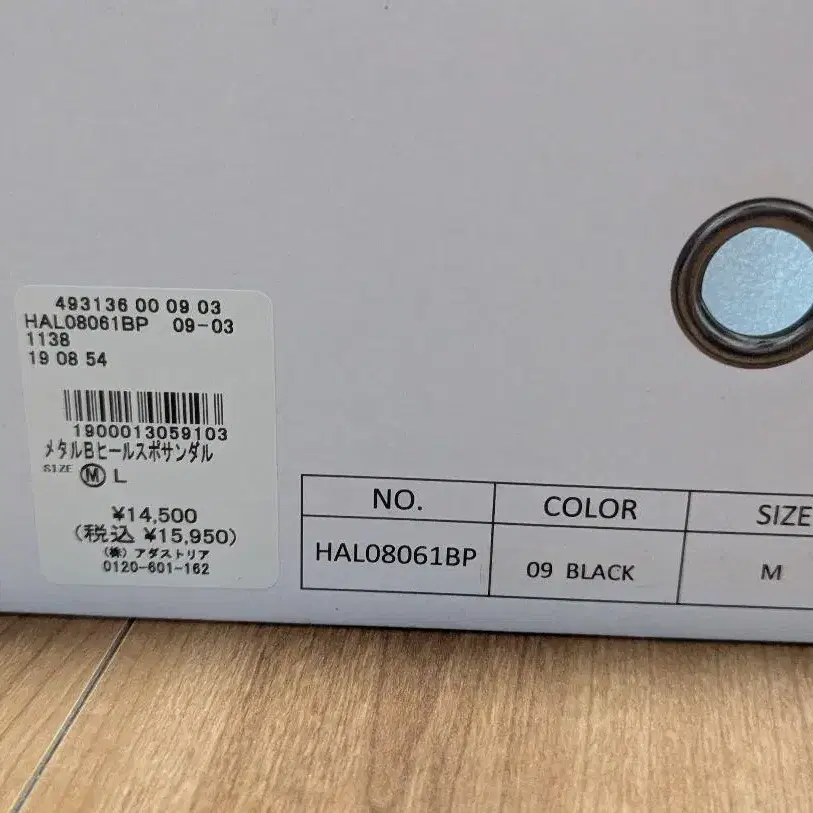 493136 00 09 03
HAL08061BP 09-03
1138
19 08 54
1900013059103
メタルBヒールスポサンダル
SIZE Ⓜ L
¥14,500
(税込 ¥15,950)
(株) アダストリア
0120-601-162
NO. COLOR SIZE
HAL08061BP 09 BLACK M